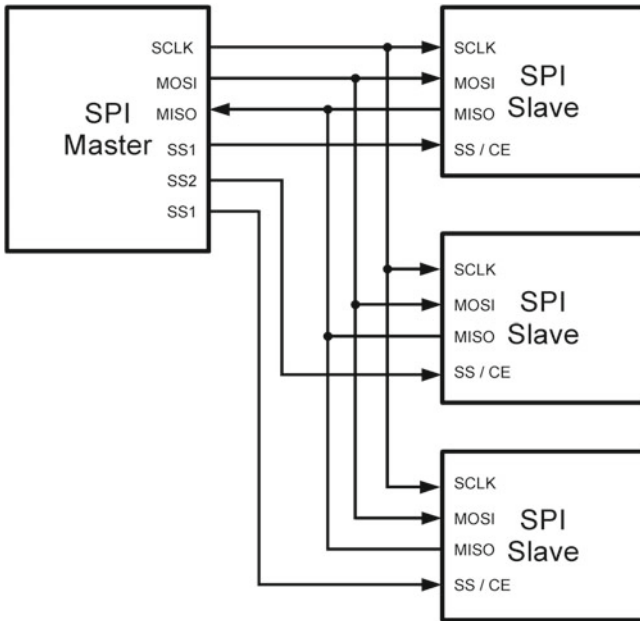 SPI
Master
SCLK
MOSI
MISO
SS1
SS2
SS1
SCLK
MOSI
MISO
SS / CE
SPI
Slave
SCLK
MOSI
MISO
SS / CE
SPI
Slave
SCLK
MOSI
MISO
SS / CE
SPI
Slave